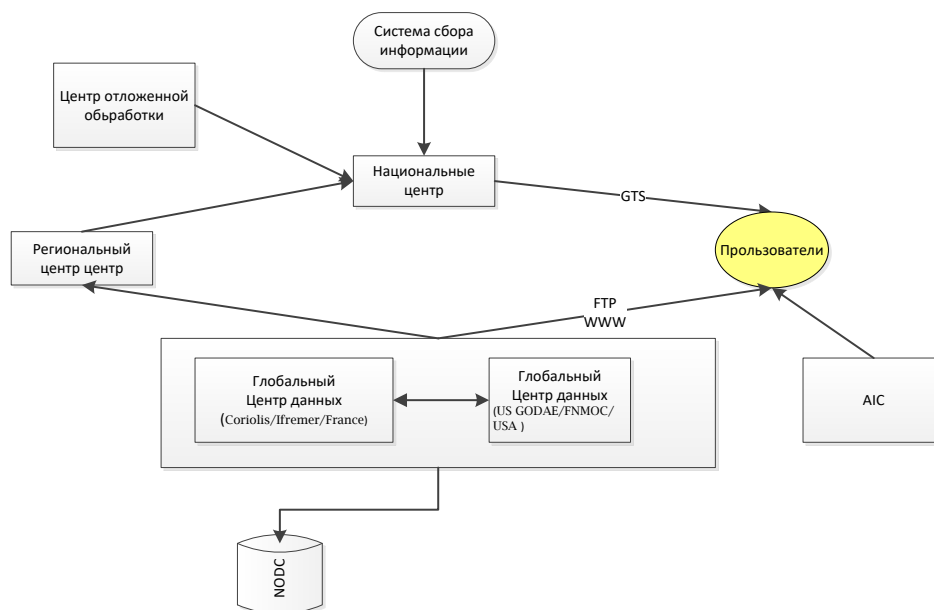 Система сбора
информации
Центр отложенной
обьработки
Национальные
центр
GTS
Региональный
центр центр
Прользователи
FTP
WWW
Глобальный
Центр данных
(Coriolis/Ifremer/France)
Глобальный
Центр данных
(US GODAE/FNMOC/
USA )
AIC
NODC